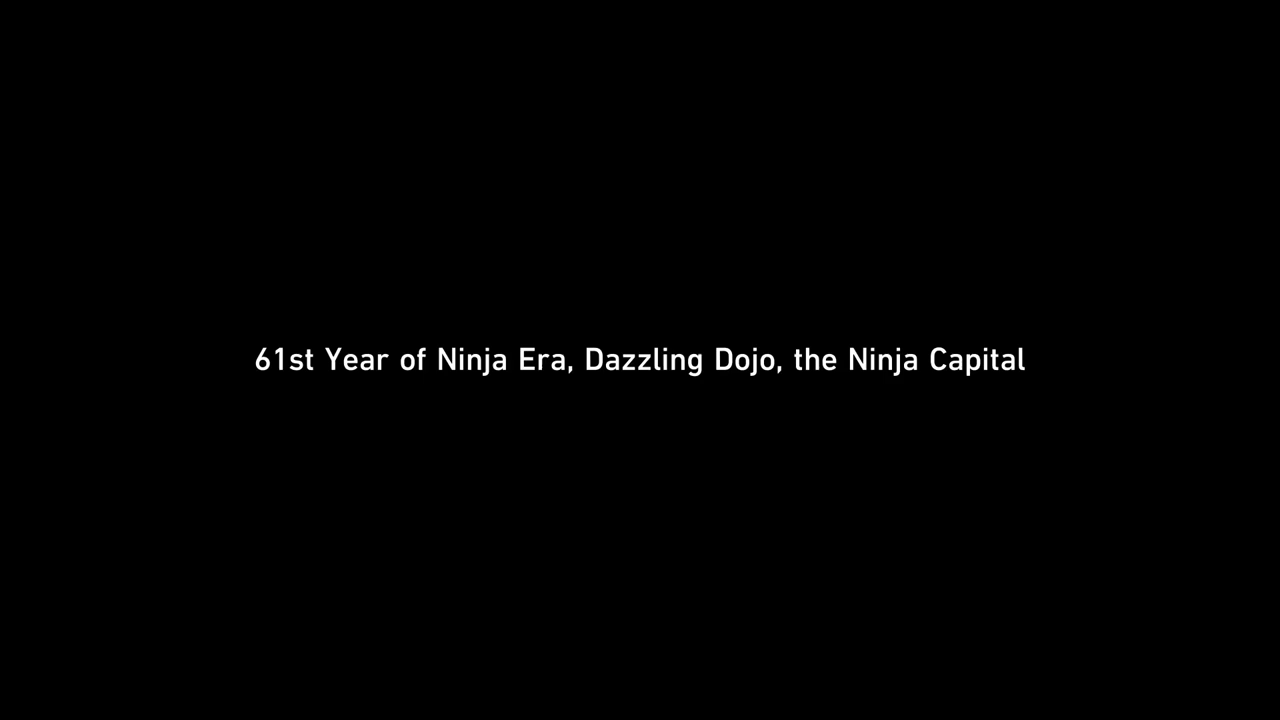 61st Year of Ninja Era, Dazzling Dojo, the Ninja Capital